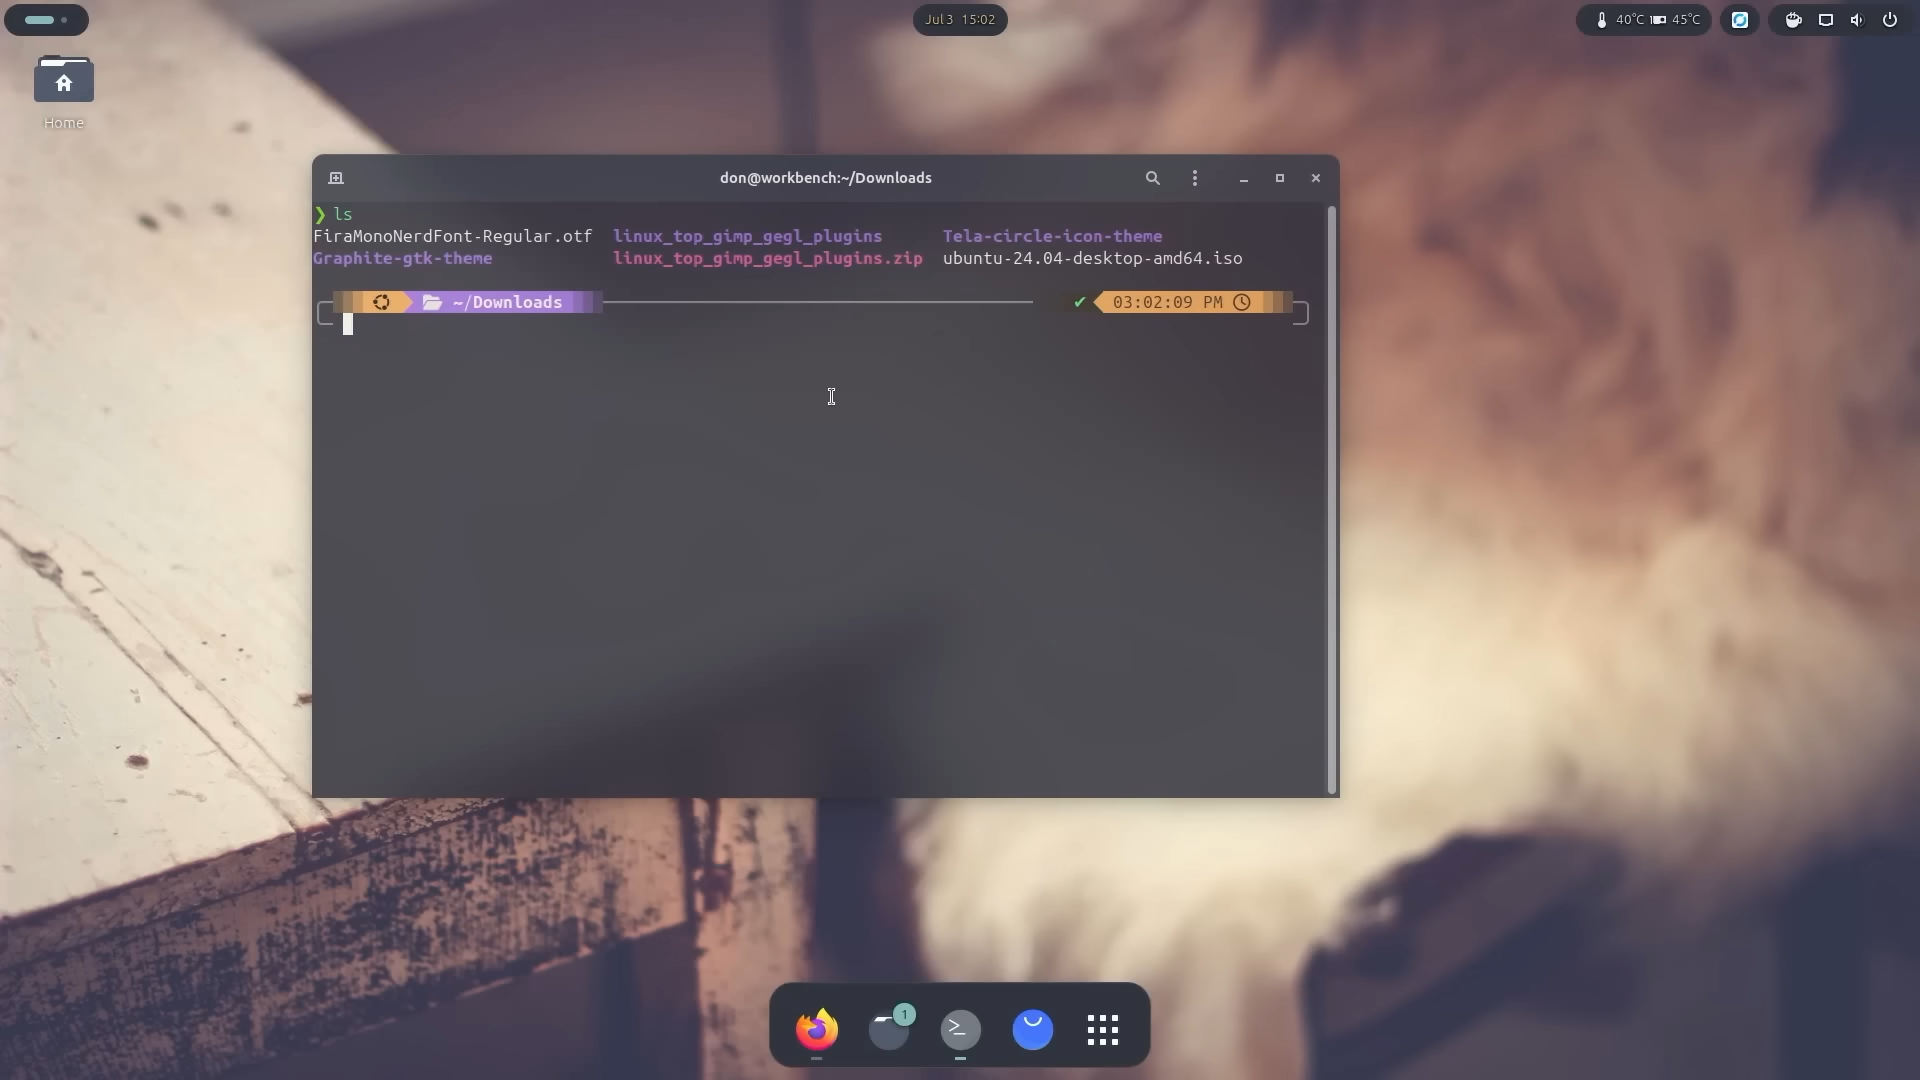 Jul 3 15:02
40°C 45°C
Home
don@workbench:~/Downloads
❯ ls
FiraMonoNerdFont-Regular.otf linux_top_gimp_gegl_plugins Tela-circle-icon-theme
Graphite-gtk-theme linux_top_gimp_gegl_plugins.zip ubuntu-24.04-desktop-amd64.iso
~/Downloads ✔ 03:02:09 PM
1